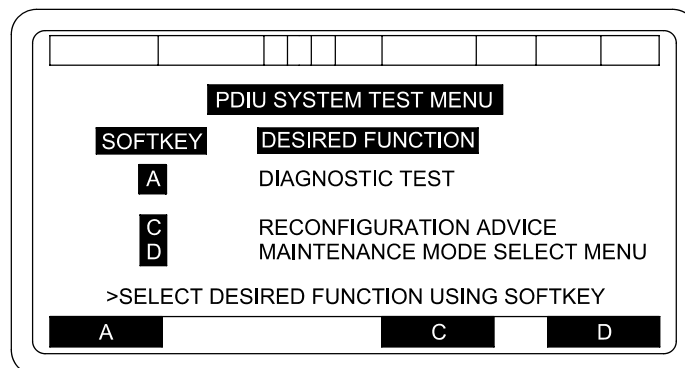 PDIU SYSTEM TEST MENU
SOFTKEY DESIRED FUNCTION
A DIAGNOSTIC TEST
C RECONFIGURATION ADVICE
D MAINTENANCE MODE SELECT MENU
>SELECT DESIRED FUNCTION USING SOFTKEY
A C D